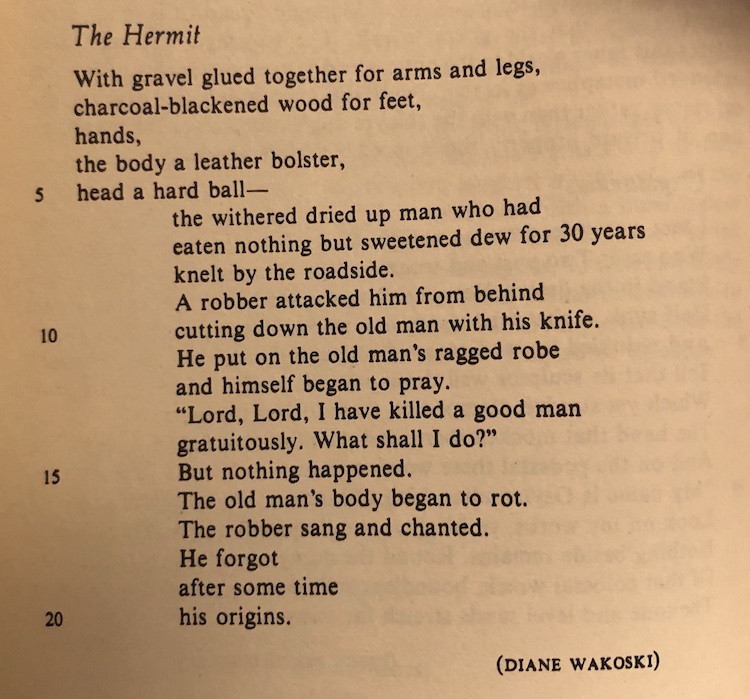 The Hermit
With gravel glued together for arms and legs,
charcoal-blackened wood for feet,
hands,
the body a leather bolster,
5 head a hard ball—
the withered dried up man who had
eaten nothing but sweetened dew for 30 years
knelt by the roadside.
A robber attacked him from behind
10 cutting down the old man with his knife.
He put on the old man's ragged robe
and himself began to pray.
"Lord, Lord, I have killed a good man
gratuitously. What shall I do?"
15 But nothing happened.
The old man's body began to rot.
The robber sang and chanted.
He forgot
after some time
20 his origins.
(DIANE WAKOSKI)